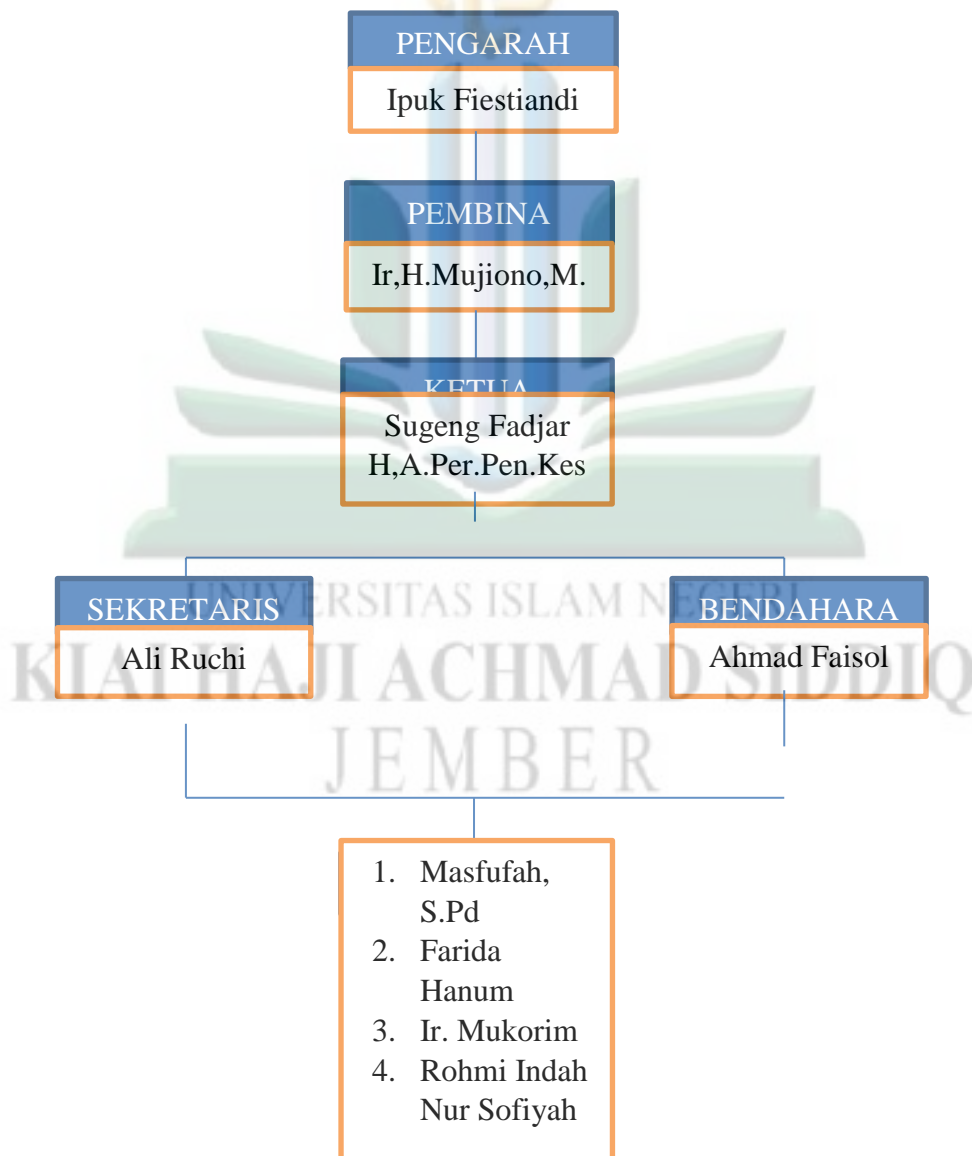 PENGARAH
Ipuk Fiestiandi
PEMBINA
Ir,H.Mujiono,M.
KETUA
Sugeng Fadjar
H,A.Per.Pen.Kes
SEKRETARIS
Ali Ruchi
BENDAHARA
Ahmad Faisol
UNIVERSITAS ISLAM NEGERI
KIAI HAJI ACHMAD SIDDIQ
JEMBER
1. Masfufah,
S.Pd
2. Farida
Hanum
3. Ir. Mukorim
4. Rohmi Indah
Nur Sofiyah